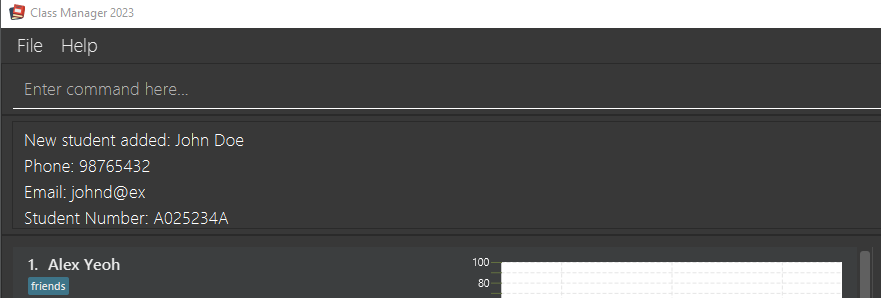 Class Manager 2023
File Help
Enter command here...
New student added: John Doe
Phone: 98765432
Email: johnd@ex
Student Number: A025234A
1. Alex Yeoh
friends
100
80